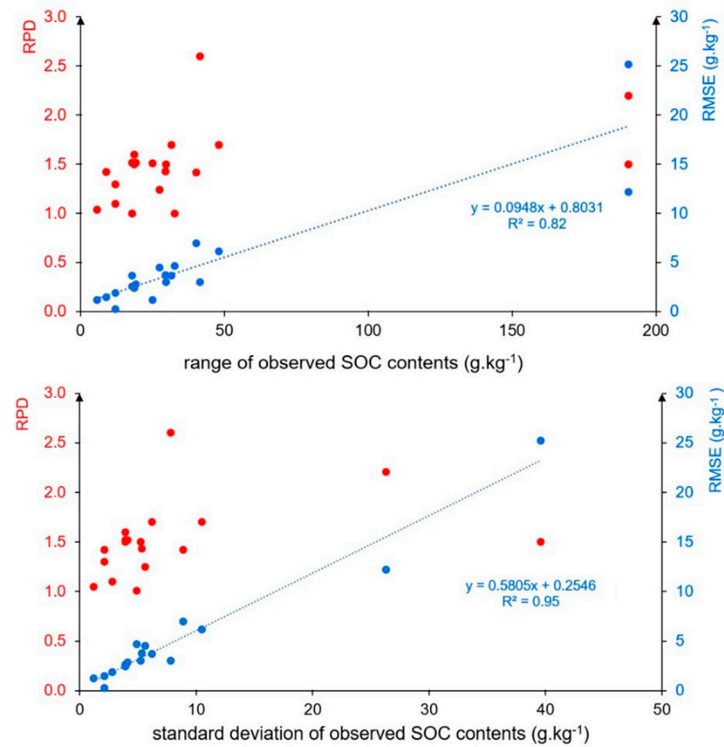 RPD
RMSE (g.kg⁻¹)
3.0
2.5
2.0
1.5
1.0
0.5
0.0
30
25
20
15
10
5
0
y = 0.0948x + 0.8031
R² = 0.82
0 50 100 150 200
range of observed SOC contents (g.kg⁻¹)
RPD
RMSE (g.kg⁻¹)
3.0
2.5
2.0
1.5
1.0
0.5
0.0
30
25
20
15
10
5
0
y = 0.5805x + 0.2546
R² = 0.95
0 10 20 30 40 50
standard deviation of observed SOC contents (g.kg⁻¹)